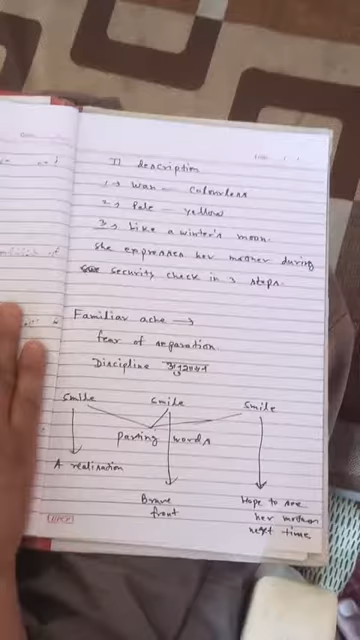 II description
1 → Wan — Colourless
2 → Pale — yellow
3 → Like a winter's moon.
She expresses her mother during
security check in 3 steps.
Familiar ache →
fear of separation.
Discipline
smile smile smile
parting words
A realisation
Brave front
Hope to see her mother next time